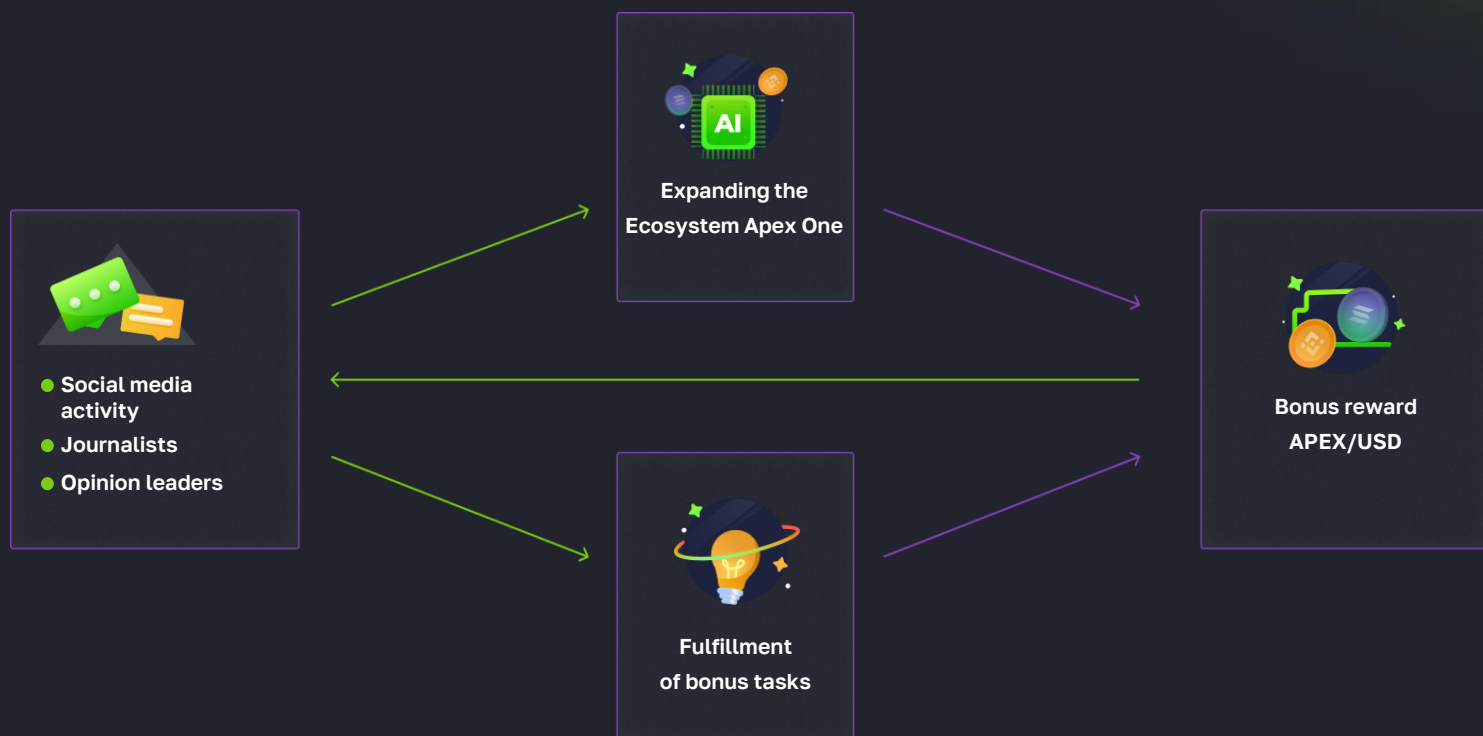 AI
Expanding the
Ecosystem Apex One
Social media
activity
Journalists
Opinion leaders
Bonus reward
APEX/USD
Fulfillment
of bonus tasks